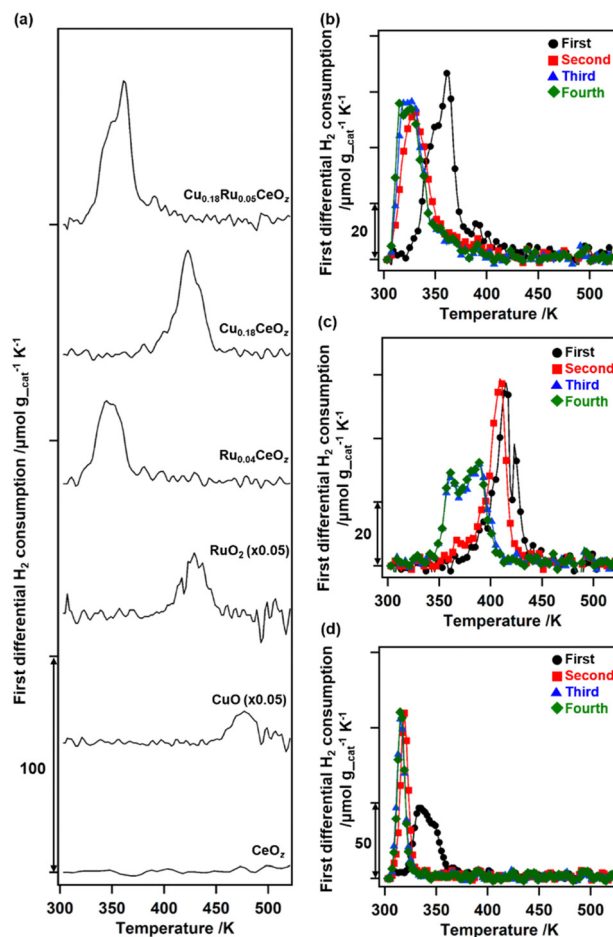 (a)
First differential H₂ consumption /μmol g_cat⁻¹ K⁻¹
Cu₀.₁₈Ru₀.₀₅CeO_z
Cu₀.₁₈CeO_z
Ru₀.₀₄CeO_z
RuO₂ (x0.05)
CuO (x0.05)
CeO_z
100
300 350 400 450 500
Temperature /K
(b)
First differential H₂ consumption
/μmol g_cat⁻¹ K⁻¹
20
First
Second
Third
Fourth
300 350 400 450 500
Temperature /K
(c)
First differential H₂ consumption
/μmol g_cat⁻¹ K⁻¹
20
First
Second
Third
Fourth
300 350 400 450 500
Temperature /K
(d)
First differential H₂ consumption
/μmol g_cat⁻¹ K⁻¹
50
First
Second
Third
Fourth
300 350 400 450 500
Temperature /K